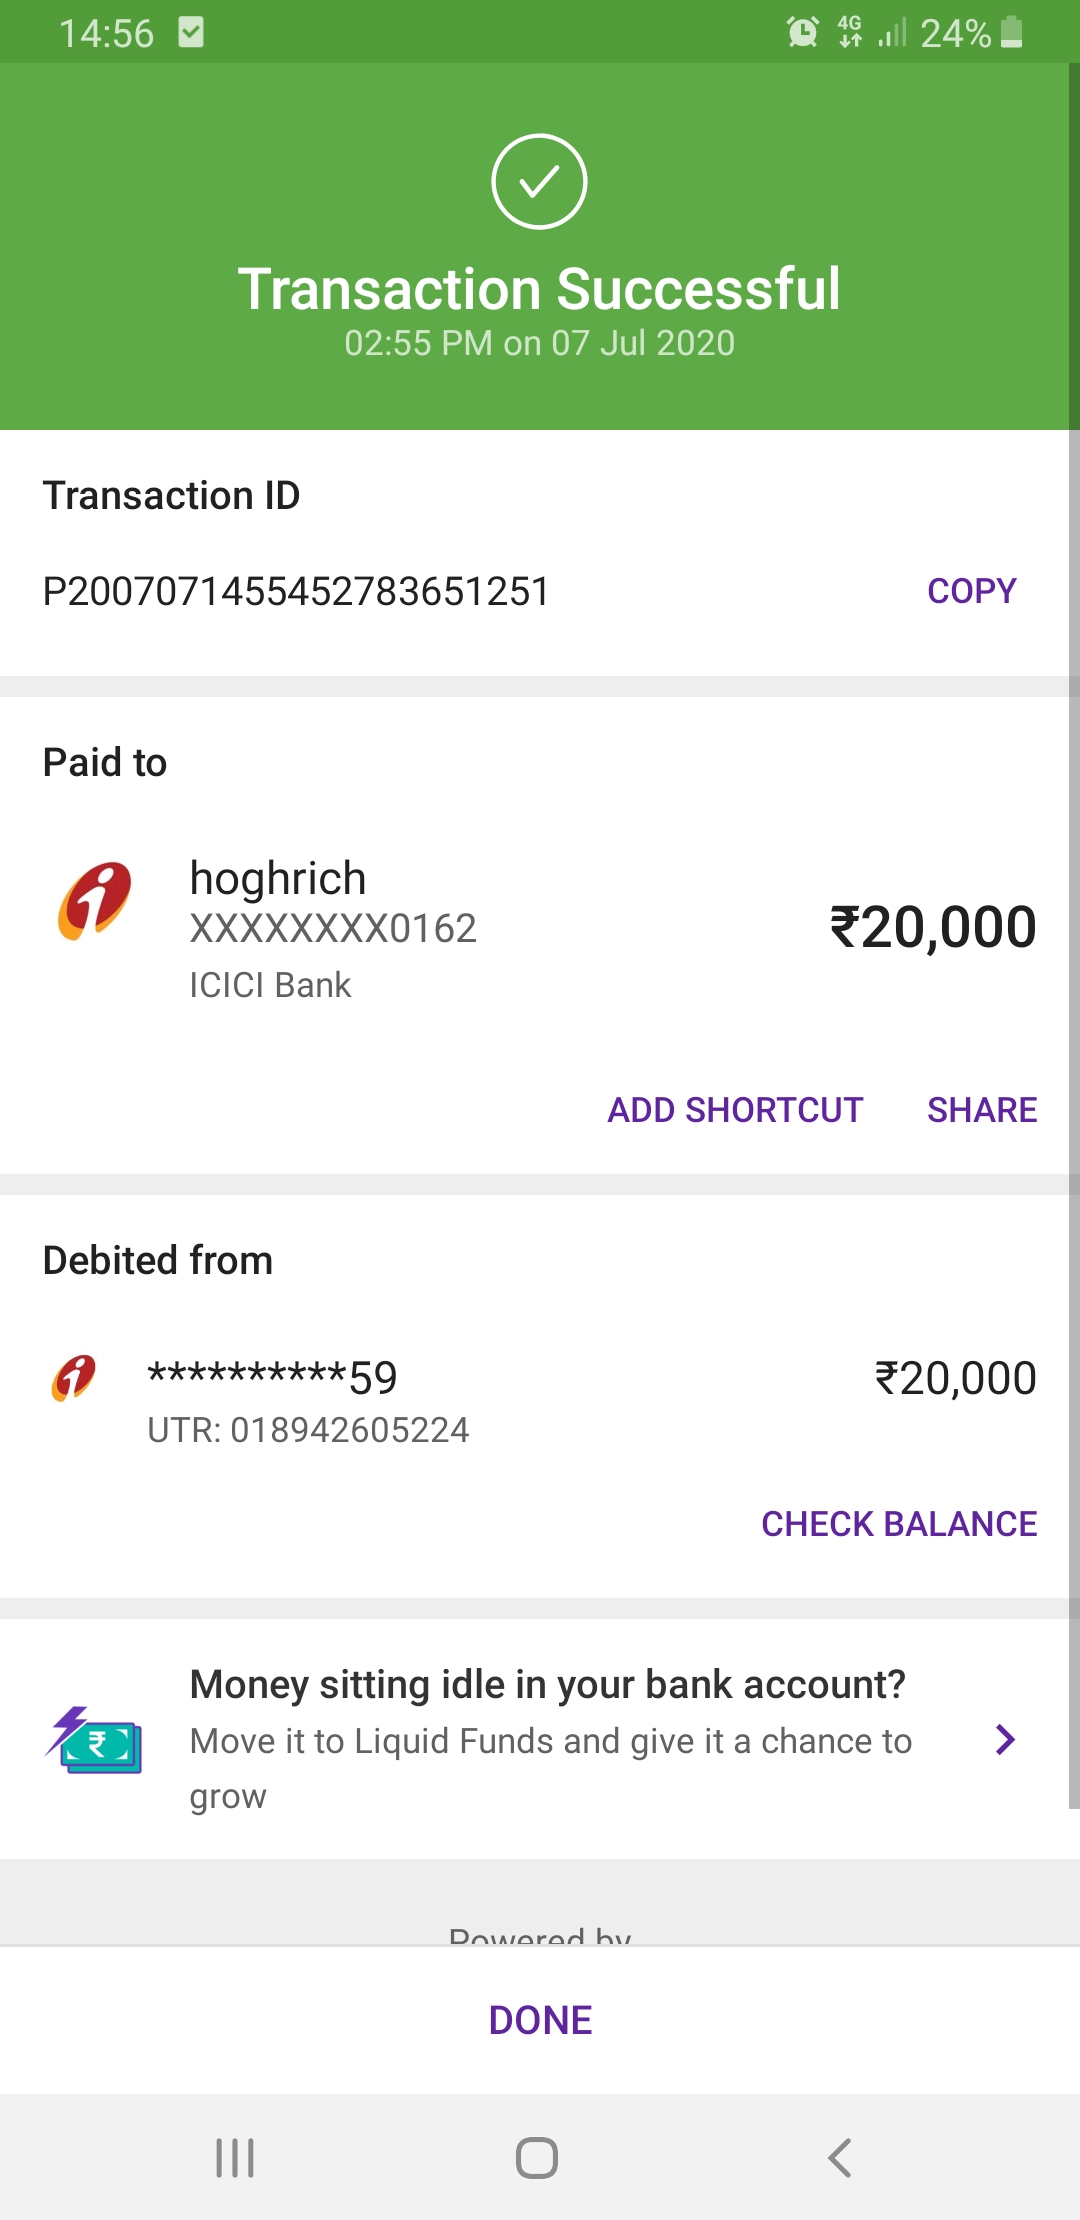 14:56 4G 24%
Transaction Successful
02:55 PM on 07 Jul 2020
Transaction ID
P2007071455452783651251 COPY
Paid to
hoghrich
XXXXXXXX0162 ₹20,000
ICICI Bank
ADD SHORTCUT SHARE
Debited from
**********59 ₹20,000
UTR: 018942605224
CHECK BALANCE
Money sitting idle in your bank account?
Move it to Liquid Funds and give it a chance to
grow
Powered by
DONE